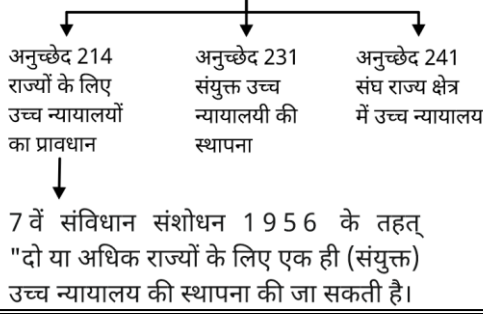 अनुच्छेद 214
राज्यों के लिए
उच्च न्यायालयों
का प्रावधान
अनुच्छेद 231
संयुक्त उच्च
न्यायालयी की
स्थापना
अनुच्छेद 241
संघ राज्य क्षेत्र
में उच्च न्यायालय
7 वें संविधान संशोधन 1956 के तहत्
"दो या अधिक राज्यों के लिए एक ही (संयुक्त)
उच्च न्यायालय की स्थापना की जा सकती है।